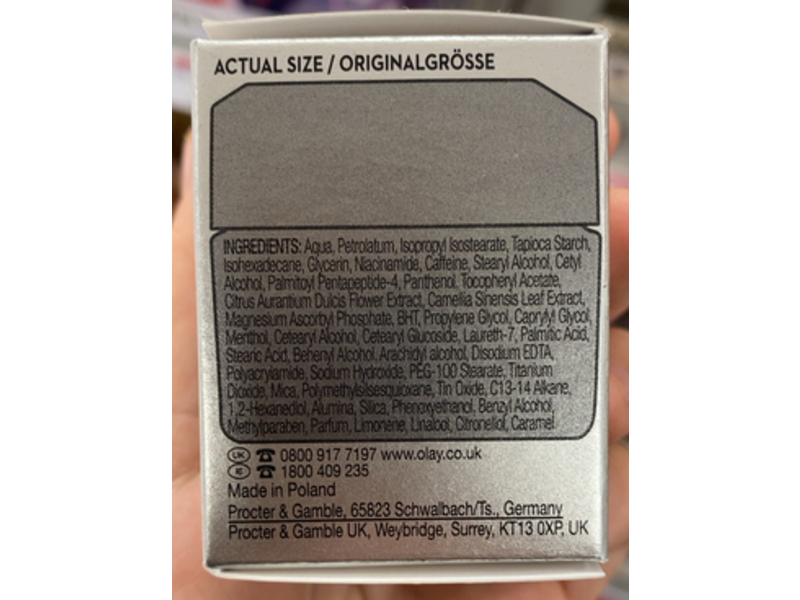 ACTUAL SIZE / ORIGINALGRÖSSE
INGREDIENTS: Aqua, Petrolatum, Isopropyl Isostearate, Tapioca Starch,
Isohexadecane, Glycerin, Niacinamide, Caffeine, Stearyl Alcohol, Cetyl
Alcohol, Palmitoyl Pentapeptide-4, Panthenol, Tocopheryl Acetate,
Citrus Aurantium Dulcis Flower Extract, Camellia Sinensis Leaf Extract,
Magnesium Ascorbyl Phosphate, BHT, Propylene Glycol, Caprylyl Glycol,
Menthol, Cetearyl Alcohol, Cetearyl Glucoside, Laureth-7, Palmitic Acid,
Stearic Acid, Behenyl Alcohol, Arachidyl alcohol, Disodium EDTA,
Polyacrylamide, Sodium Hydroxide, PEG-100 Stearate, Titanium
Dioxide, Mica, Polymethylsilsesquioxane, Tin Oxide, C13-14 Alkane,
1,2-Hexanediol, Alumina, Silica, Phenoxyethanol, Benzyl Alcohol,
Methylparaben, Parfum, Limonene, Linalool, Citronellol, Caramel
UK ☎ 0800 917 7197 www.olay.co.uk
IE ☎ 1800 409 235
Made in Poland
Procter & Gamble, 65823 Schwalbach/Ts., Germany
Procter & Gamble UK, Weybridge, Surrey, KT13 0XP, UK